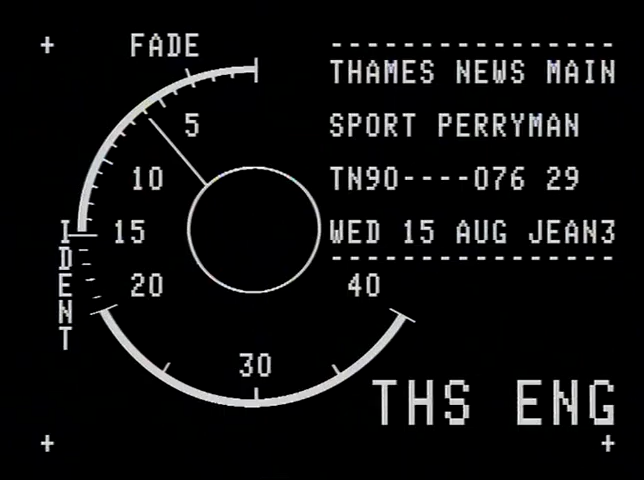 FADE
THAMES NEWS MAIN
SPORT PERRYMAN
TN90----076 29
WED 15 AUG JEAN3
5
10
15
20
30
40
IDENT
THS ENG